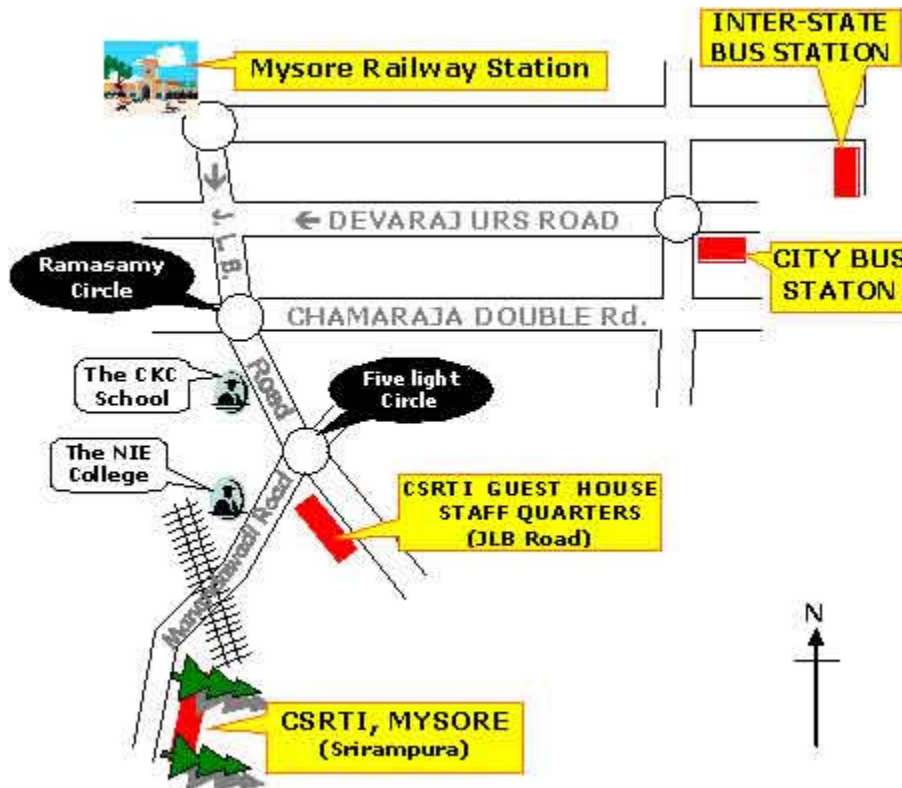 INTER-STATE
BUS STATION
Mysore Railway Station
J. L. B.
← DEVARAJ URS ROAD
Ramasamy
Circle
CITY BUS
STATON
CHAMARAJA DOUBLE Rd.
Road
The CKC
School
Five light
Circle
The NIE
College
CSRTI GUEST HOUSE
STAFF QUARTERS
(JLB Road)
Road
N
CSRTI, MYSORE
(Srirampura)